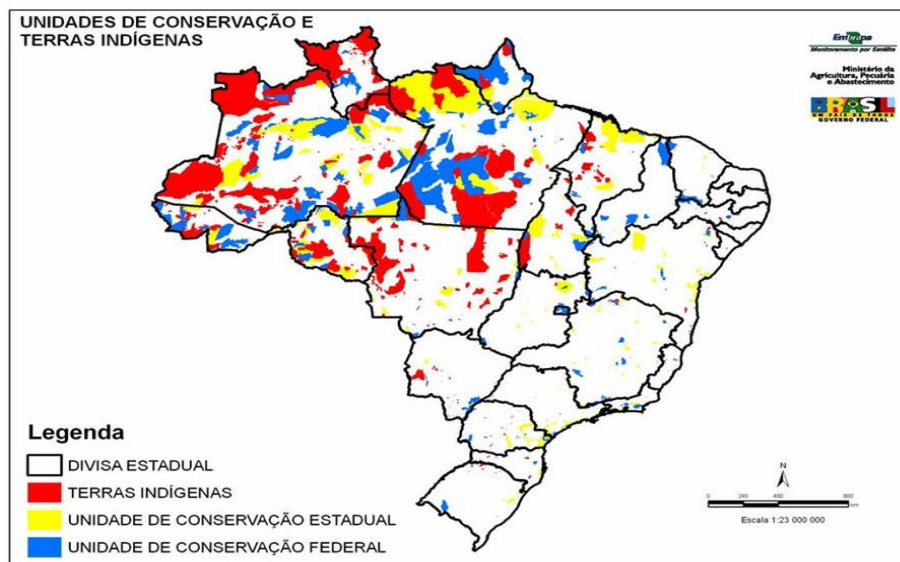 UNIDADES DE CONSERVAÇÃO E
TERRAS INDÍGENAS
Embrapa
Monitoramento por Satélite
Ministério da
Agricultura, Pecuária
e Abastecimento
BRASIL
UM PAÍS DE TODOS
GOVERNO FEDERAL
Legenda
DIVISA ESTADUAL
TERRAS INDÍGENAS
UNIDADE DE CONSERVAÇÃO ESTADUAL
UNIDADE DE CONSERVAÇÃO FEDERAL
N
0
Escala 1:23 000 000